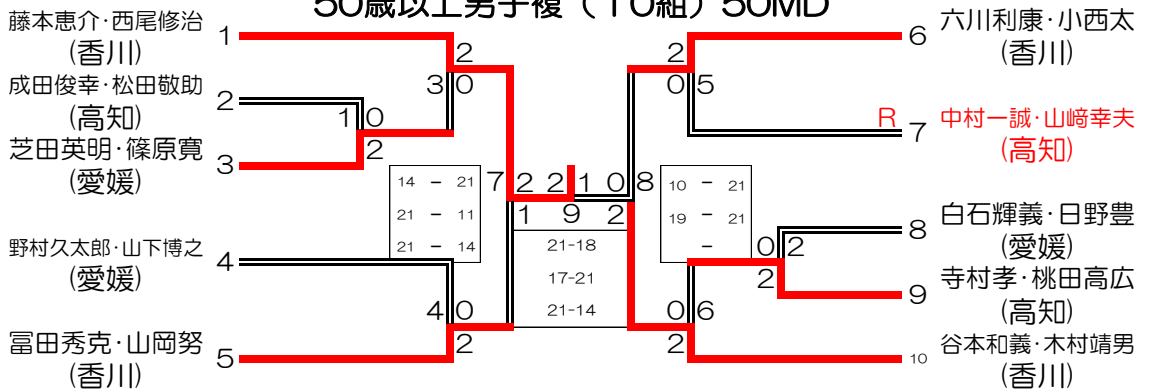 50歳以上男子複（10組）50MD
藤本恵介・西尾修治
(香川)
1
成田俊幸・松田敬助
(高知)
2
芝田英明・篠原寛
(愛媛)
3
野村久太郎・山下博之
(愛媛)
4
冨田秀克・山岡努
(香川)
5
2
3 0
1 0
2
4 0
2
14 - 21
21 - 11
21 - 14
7 2 2 1 0 8
1 9 2
21-18
17-21
21-14
10 - 21
19 - 21
-
2
0 5
0 2
2
0 6
2
6
六川利康・小西太
(香川)
R 7
中村一誠・山﨑幸夫
(高知)
8
白石輝義・日野豊
(愛媛)
9
寺村孝・桃田高広
(高知)
10
谷本和義・木村靖男
(香川)